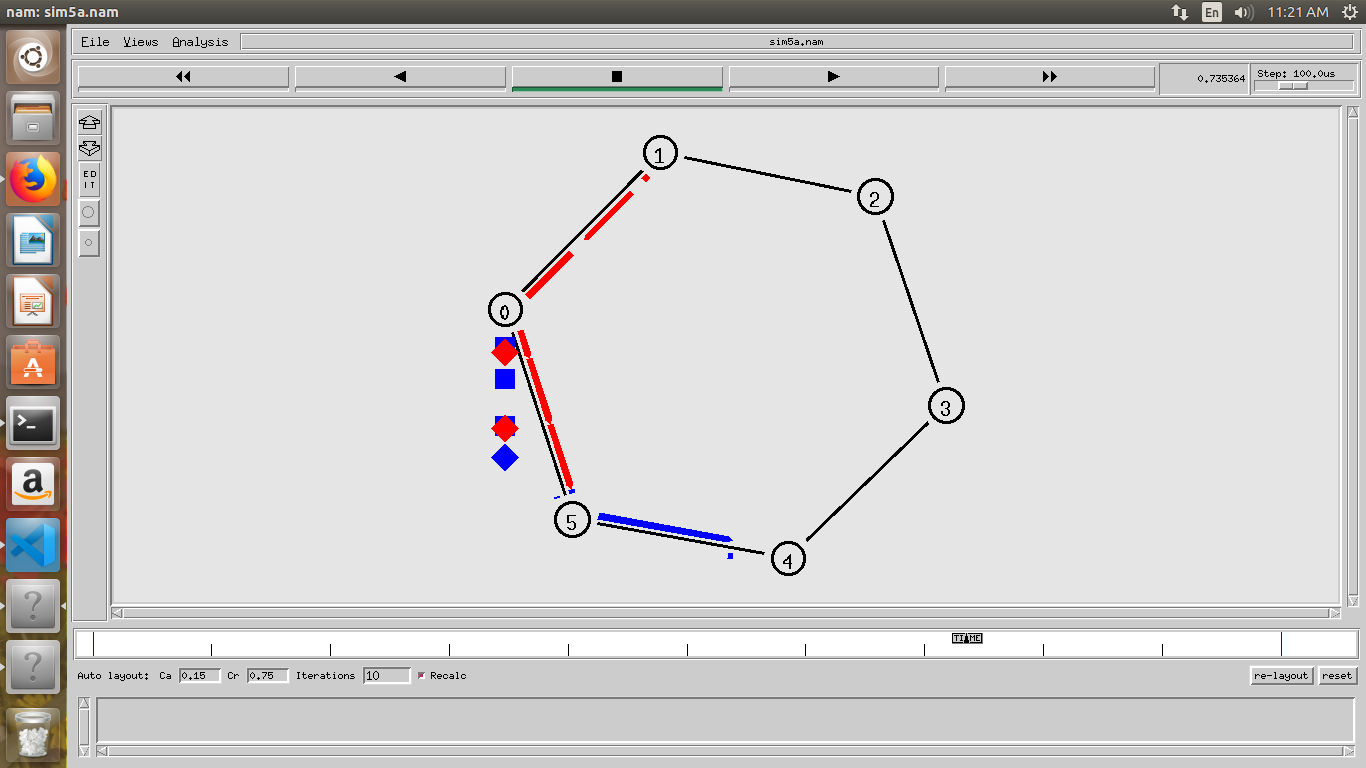 nam: sim5a.nam
En
11:21 AM
File Views Analysis
sim5a.nam
0.735364
Step: 100.0us
ED
IT
1
2
0
3
5
4
TIME
Auto layout: Ca 0.15 Cr 0.75 Iterations 10 Recalc
re-layout reset